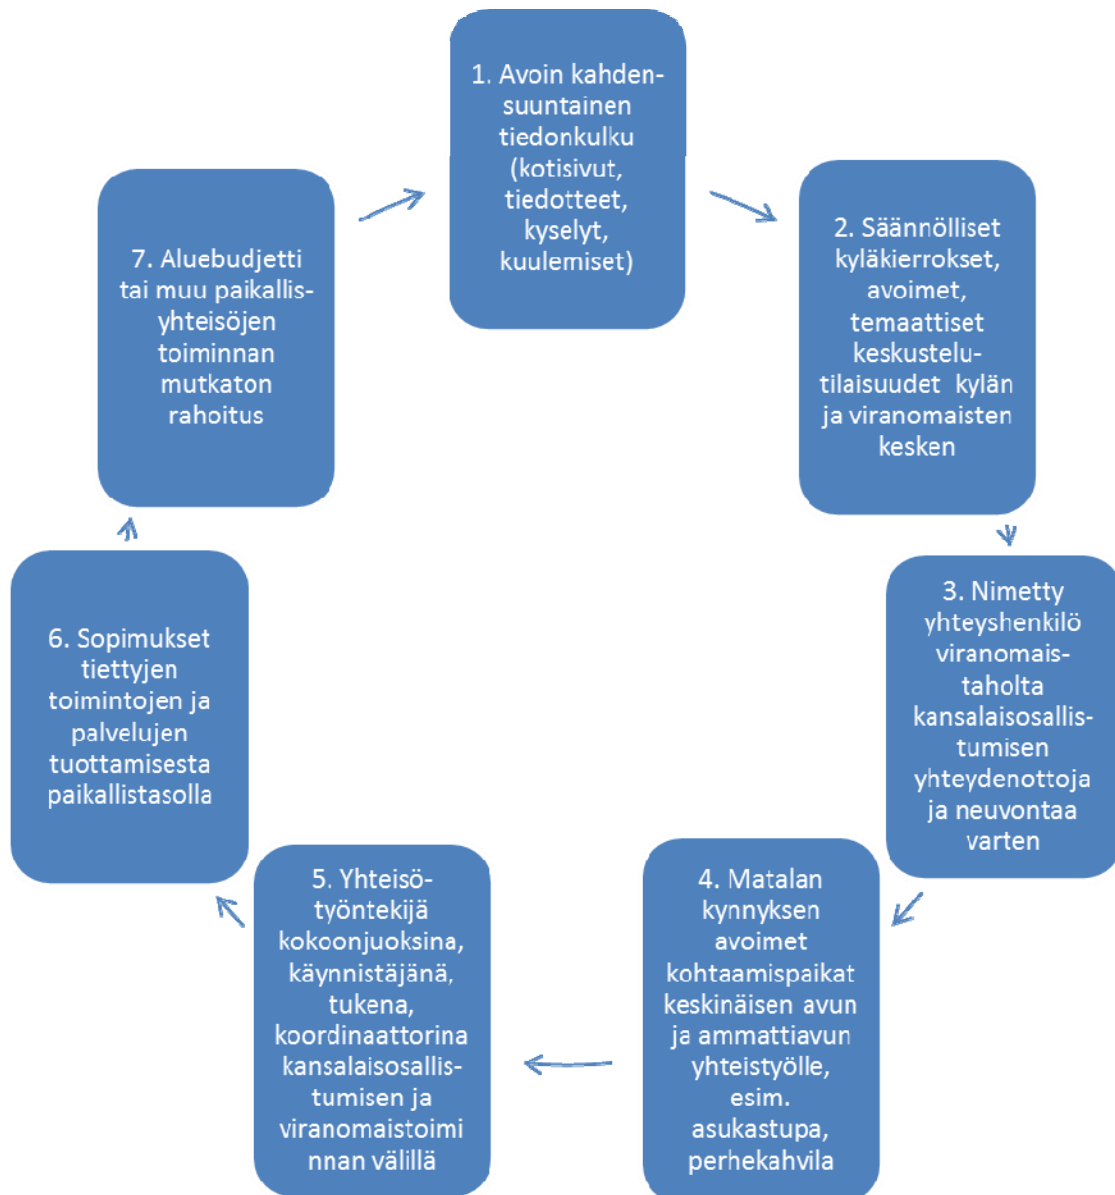 1. Avoin kahden-
suuntainen
tiedonkulku
(kotisivut,
tiedotteet,
kyselyt,
kuulemiset)
2. Säännölliset
kyläkierrokset,
avoimet,
temaattiset
keskustelu-
tilaisuudet kylän
ja viranomaisten
kesken
3. Nimetty
yhteyshenkilö
viranomais-
taholta
kansalaisosallis-
tumisen
yhteydenottoja
ja neuvontaa
varten
4. Matalan
kynnyksen
avoimet
kohtaamispaikat
keskinäisen avun
ja ammattiavun
yhteistyölle,
esim.
asukastupa,
perhekahvila
5. Yhteisö-
työntekijä
kokoonjuoksina,
käynnistäjänä,
tukena,
koordinaattorina
kansalaisosallis-
tumisen ja
viranomaistoimi
nnan välillä
6. Sopimukset
tiettyjen
toimintojen ja
palvelujen
tuottamisesta
paikallistasolla
7. Aluebudjetti
tai muu paikallis-
yhteisöjen
toiminnan
mutkaton
rahoitus